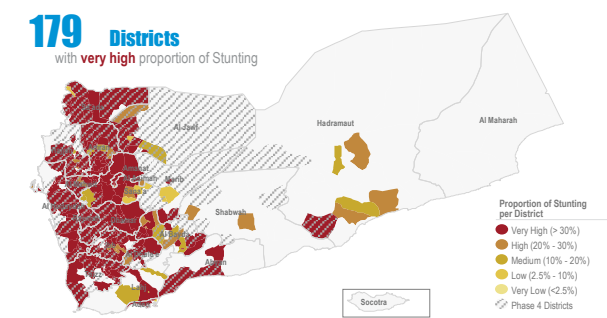 179 Districts
with very high proportion of Stunting
Al Jawf
Hadramaut
Al Maharah
Marib
Shabwah
Socotra
Proportion of Stunting
per District
Very High (> 30%)
High (20% - 30%)
Medium (10% - 20%)
Low (2.5% - 10%)
Very Low (<2.5%)
Phase 4 Districts